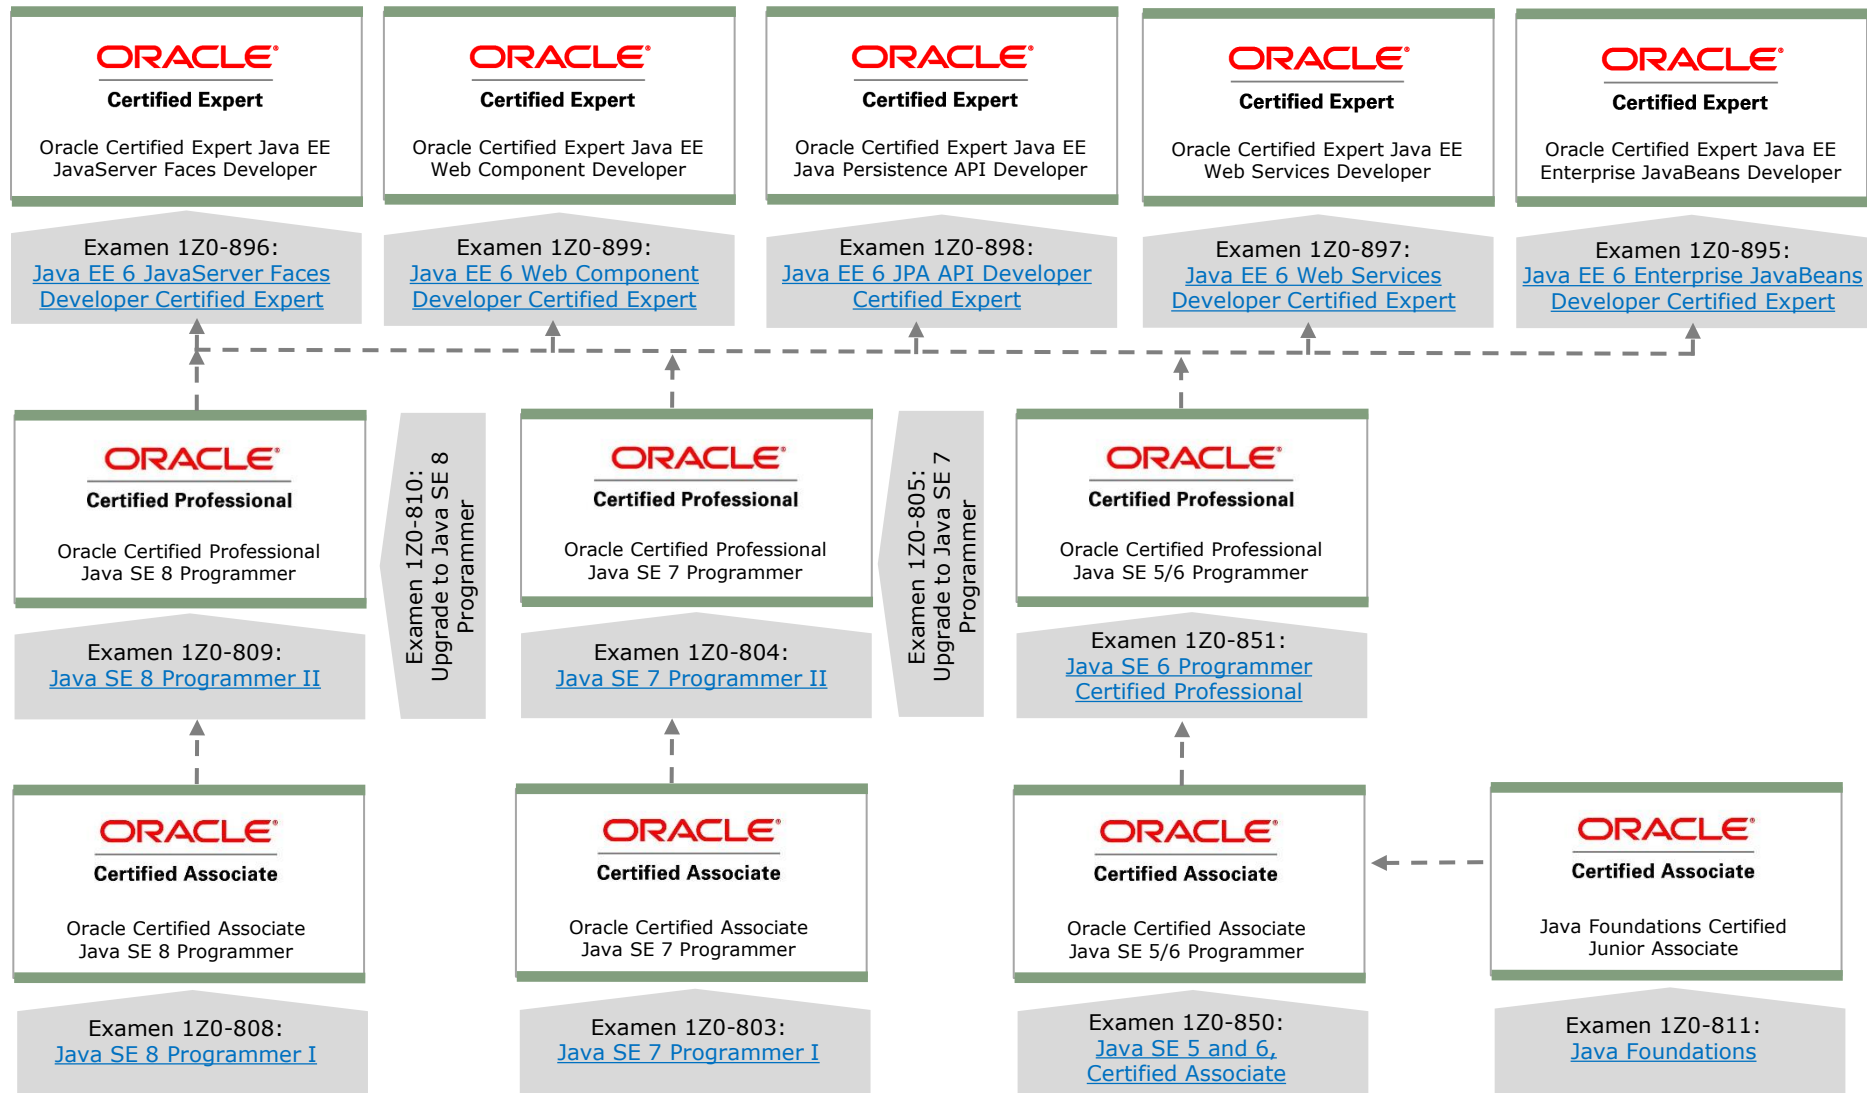 ORACLE®
Certified Expert
Oracle Certified Expert Java EE
JavaServer Faces Developer
ORACLE®
Certified Expert
Oracle Certified Expert Java EE
Web Component Developer
ORACLE®
Certified Expert
Oracle Certified Expert Java EE
Java Persistence API Developer
ORACLE®
Certified Expert
Oracle Certified Expert Java EE
Web Services Developer
ORACLE®
Certified Expert
Oracle Certified Expert Java EE
Enterprise JavaBeans Developer
Examen 1Z0-896:
Java EE 6 JavaServer Faces
Developer Certified Expert
Examen 1Z0-899:
Java EE 6 Web Component
Developer Certified Expert
Examen 1Z0-898:
Java EE 6 JPA API Developer
Certified Expert
Examen 1Z0-897:
Java EE 6 Web Services
Developer Certified Expert
Examen 1Z0-895:
Java EE 6 Enterprise JavaBeans
Developer Certified Expert
ORACLE®
Certified Professional
Oracle Certified Professional
Java SE 8 Programmer
Examen 1Z0-810:
Upgrade to Java SE 8
Programmer
ORACLE®
Certified Professional
Oracle Certified Professional
Java SE 7 Programmer
Examen 1Z0-805:
Upgrade to Java SE 7
Programmer
ORACLE®
Certified Professional
Oracle Certified Professional
Java SE 5/6 Programmer
Examen 1Z0-809:
Java SE 8 Programmer II
Examen 1Z0-804:
Java SE 7 Programmer II
Examen 1Z0-851:
Java SE 6 Programmer
Certified Professional
ORACLE®
Certified Associate
Oracle Certified Associate
Java SE 8 Programmer
ORACLE®
Certified Associate
Oracle Certified Associate
Java SE 7 Programmer
ORACLE®
Certified Associate
Oracle Certified Associate
Java SE 5/6 Programmer
ORACLE®
Certified Associate
Java Foundations Certified
Junior Associate
Examen 1Z0-808:
Java SE 8 Programmer I
Examen 1Z0-803:
Java SE 7 Programmer I
Examen 1Z0-850:
Java SE 5 and 6,
Certified Associate
Examen 1Z0-811:
Java Foundations